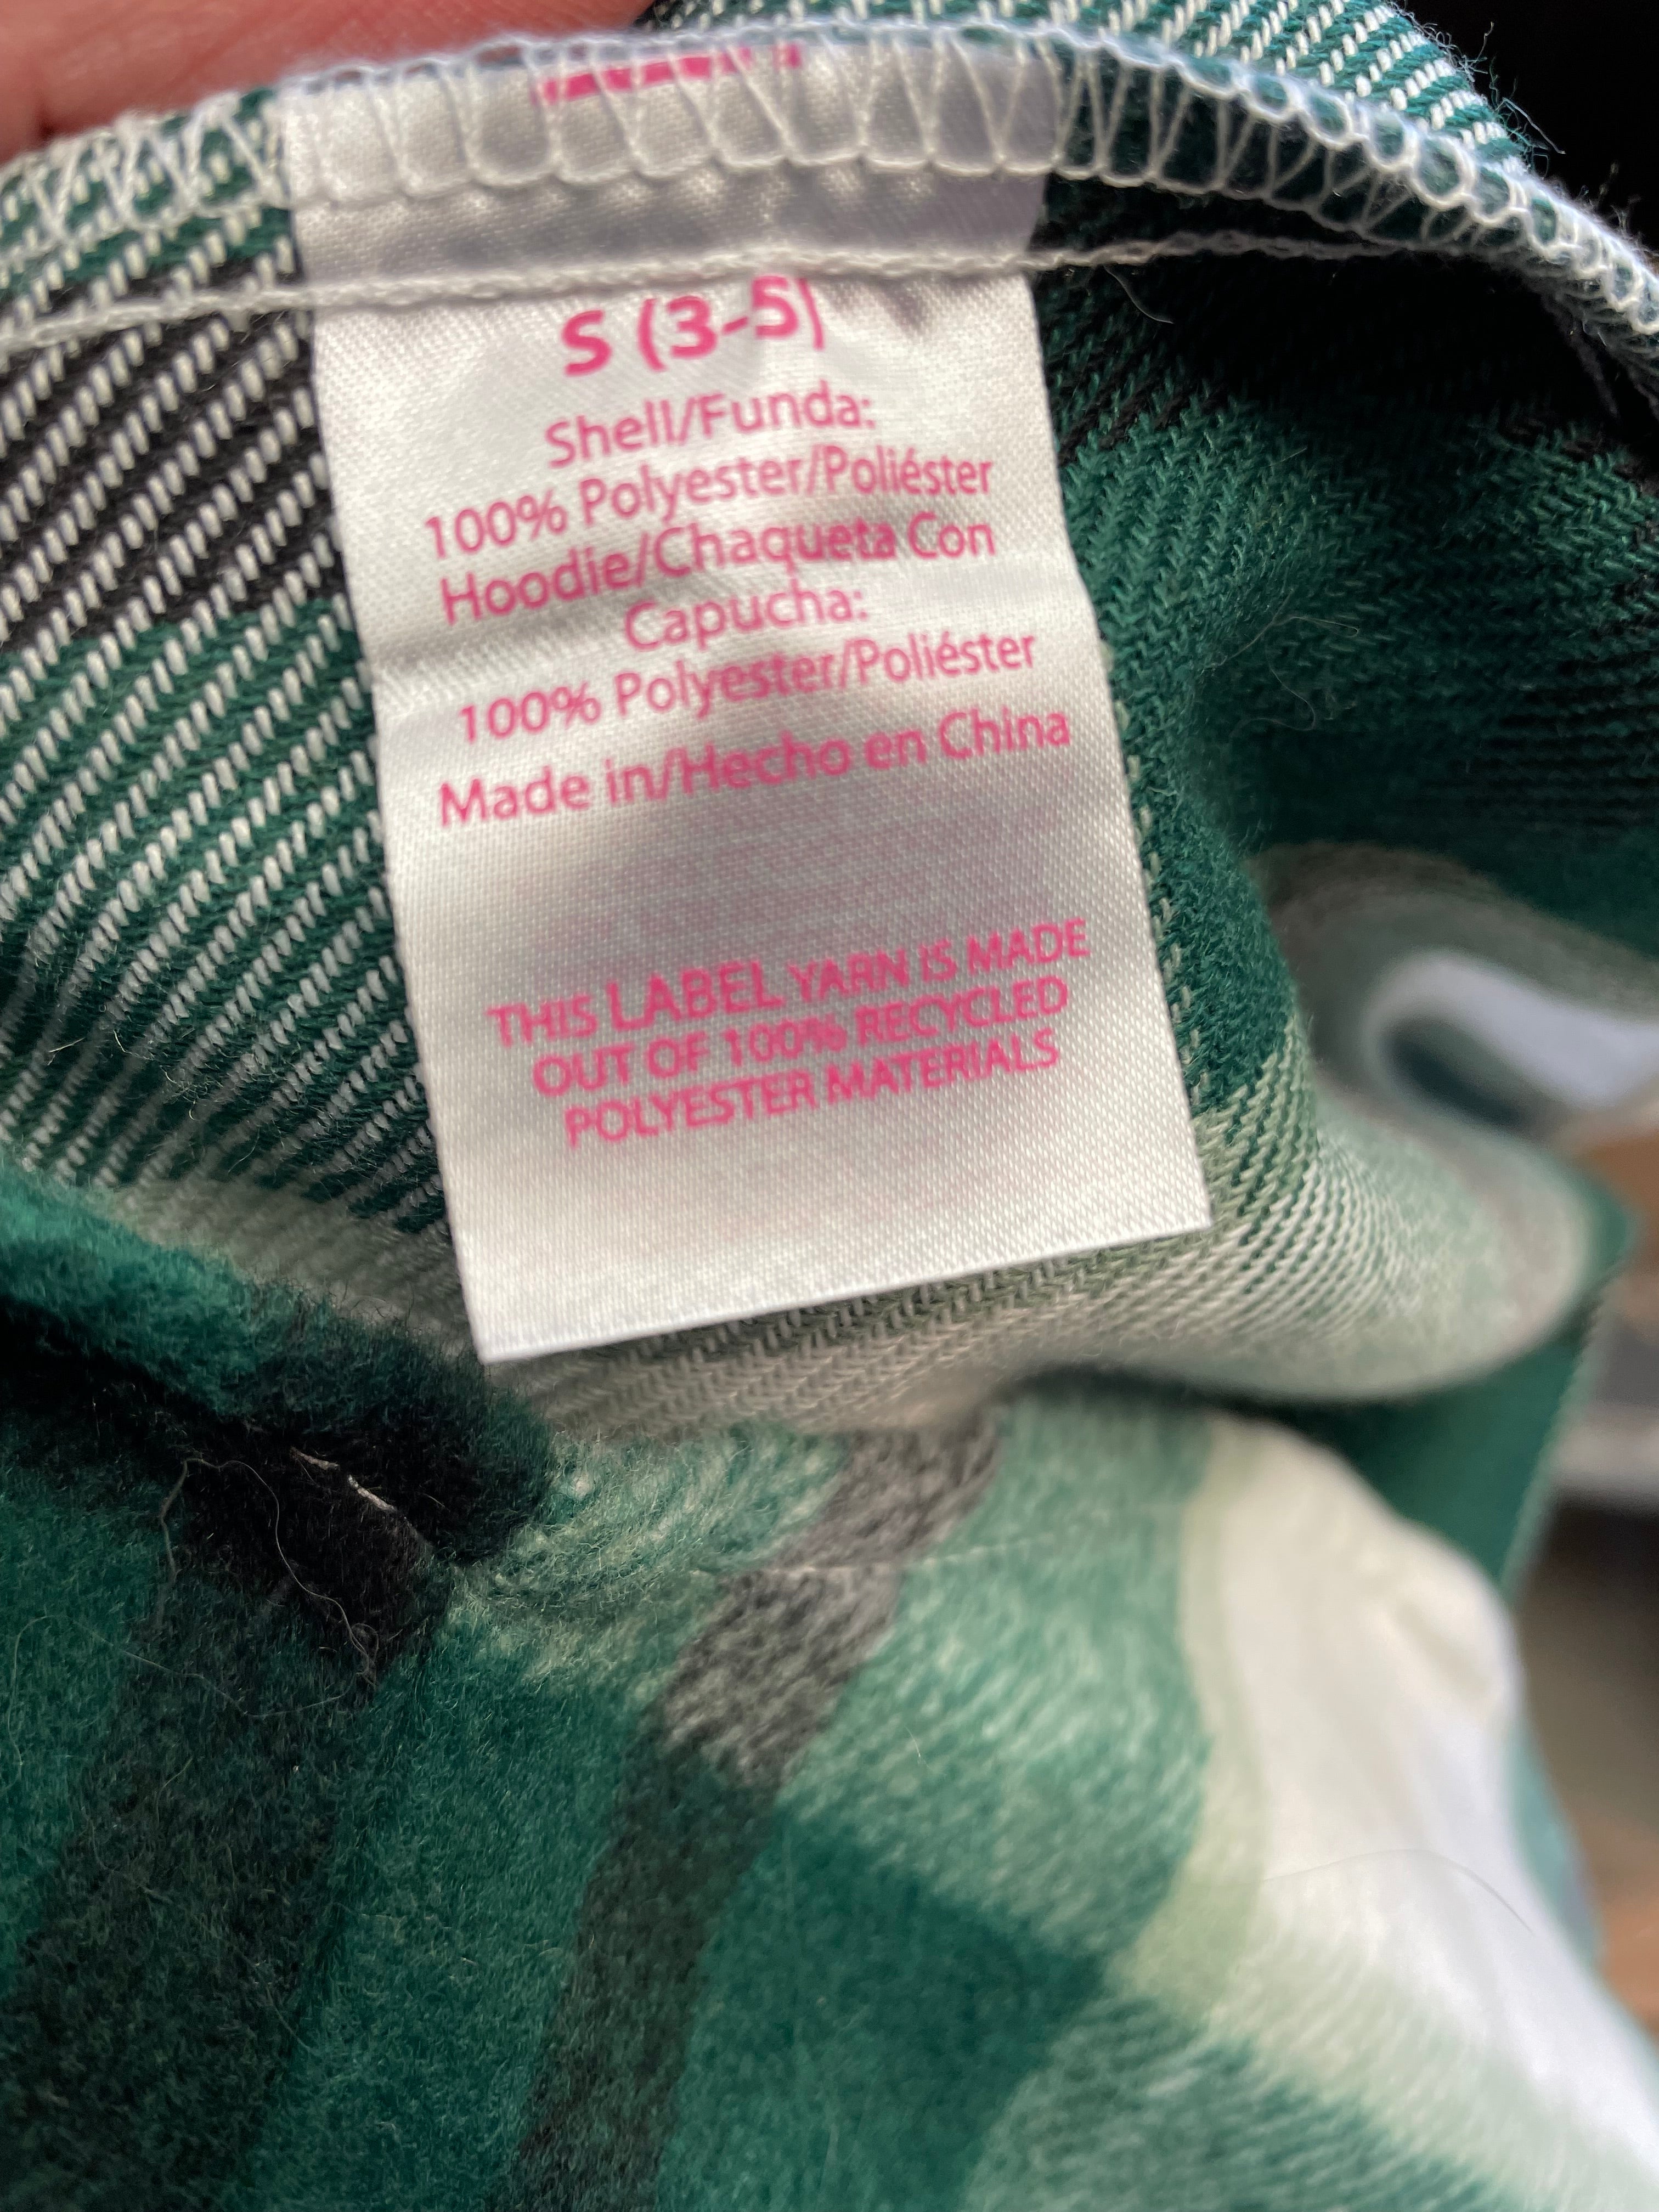 S (3-5)
Shell/Funda:
100% Polyester/Poliéster
Hoodie/Chaqueta Con
Capucha:
100% Polyester/Poliéster
Made in/Hecho en China
THIS LABEL YARN IS MADE
OUT OF 100% RECYCLED
POLYESTER MATERIALS